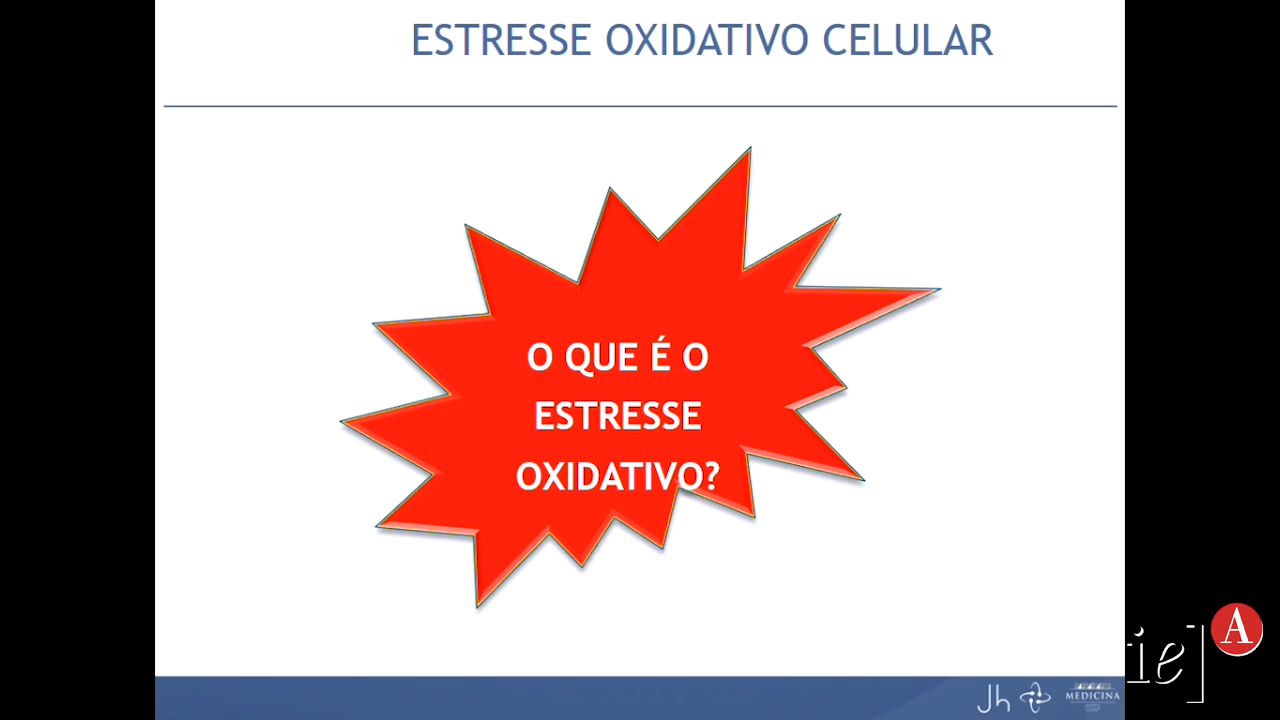 ESTRESSE OXIDATIVO CELULAR
O QUE É O
ESTRESSE
OXIDATIVO?
Jh
MEDICINA
ie]
A